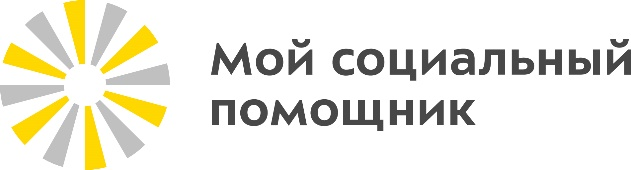 Мой социальный
помощник